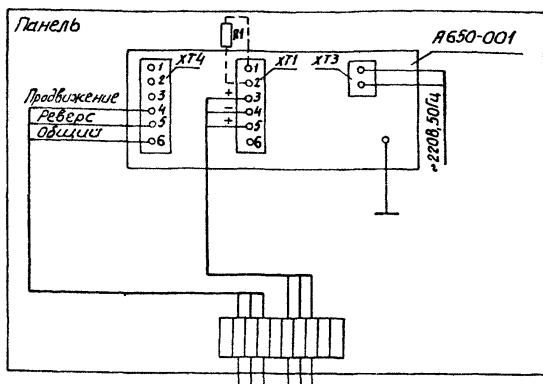 Панель
R1
А650-001
ХТ4
ХТ1
ХТ3
1
2
3
4
5
6
1
2
+ 3
- 4
+ 5
6
Продвижение
Реверс
Общий
~220В, 50Гц